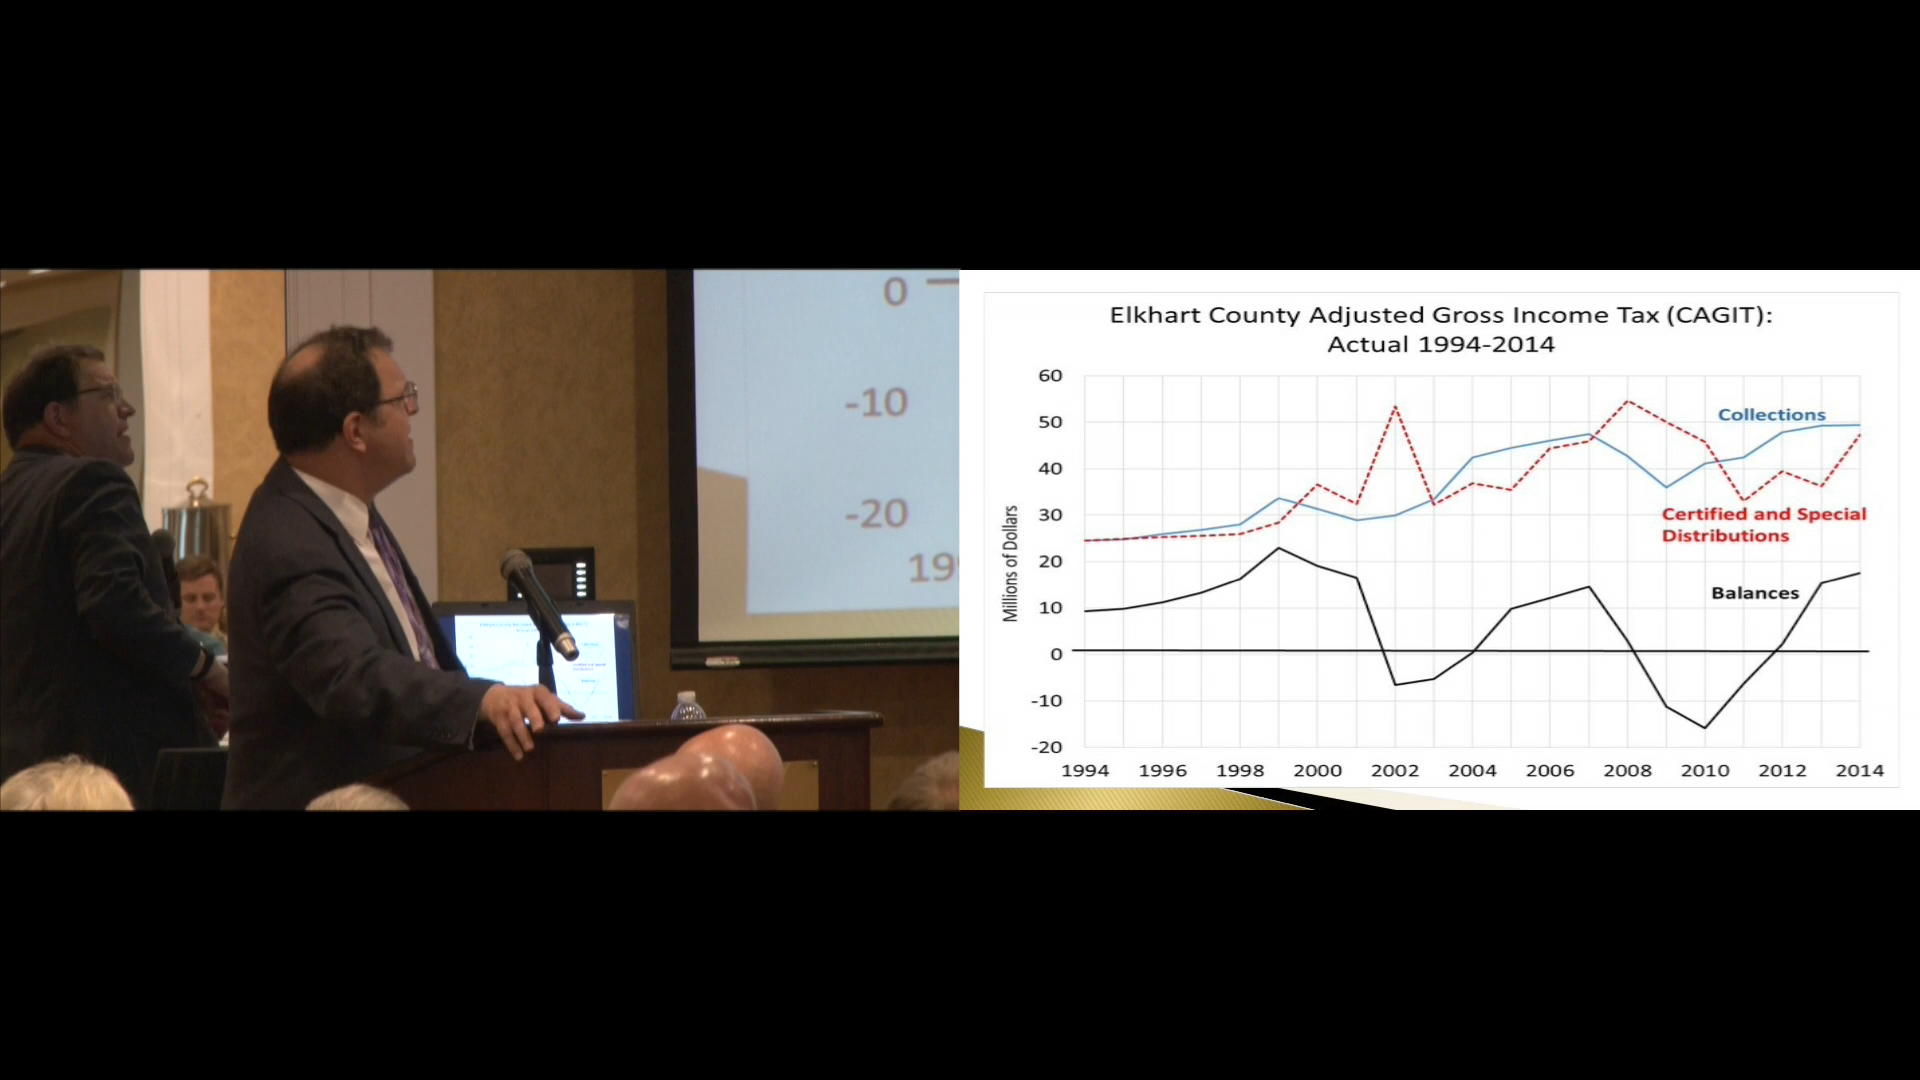 0
-10
-20
19
Elkhart County Adjusted Gross Income Tax (CAGIT):
Actual 1994-2014
60
50
40
30
20
10
0
-10
-20
Millions of Dollars
Collections
Certified and Special
Distributions
Balances
1994 1996 1998 2000 2002 2004 2006 2008 2010 2012 2014